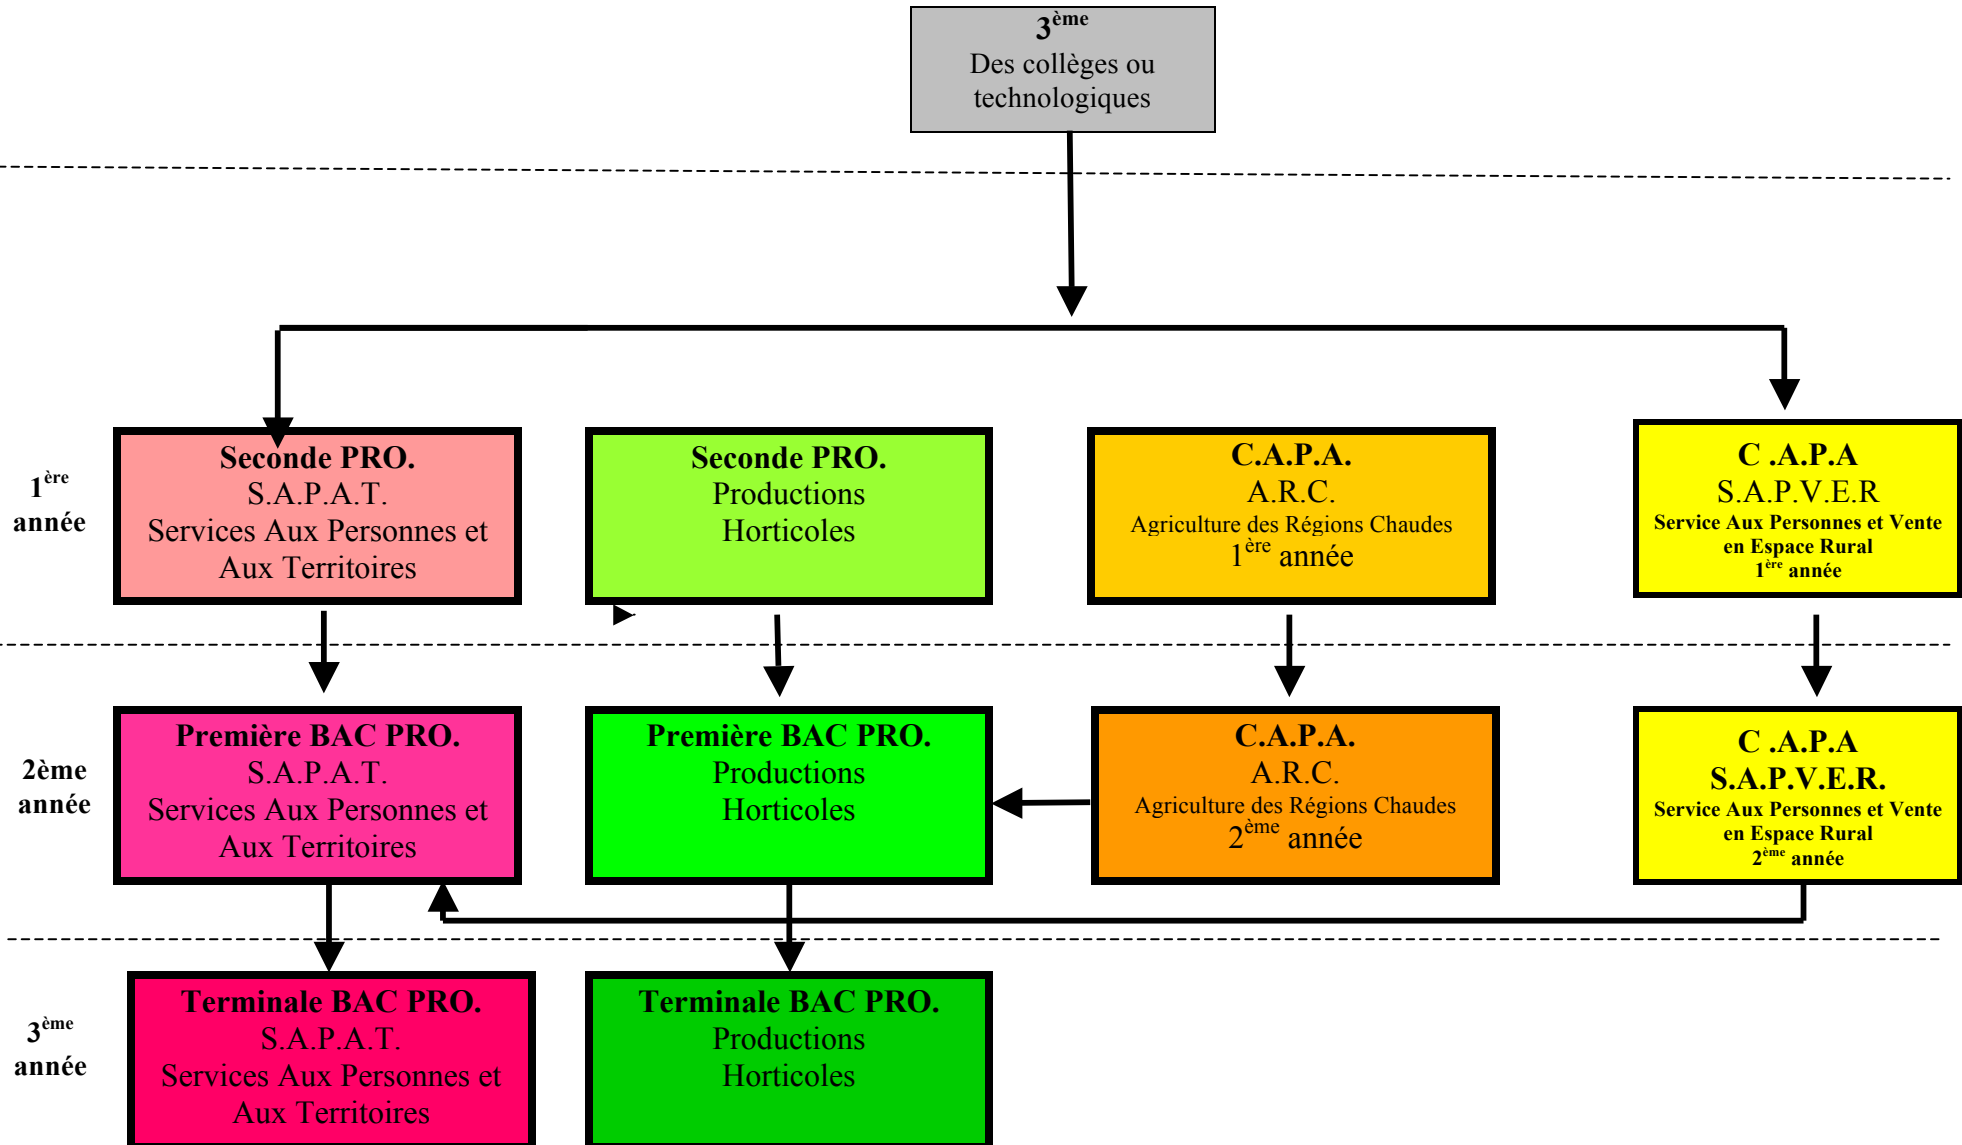 3ème
Des collèges ou
technologiques
1ère
année
Seconde PRO.
S.A.P.A.T.
Services Aux Personnes et
Aux Territoires
Seconde PRO.
Productions
Horticoles
C.A.P.A.
A.R.C.
Agriculture des Régions Chaudes
1ère année
C .A.P.A
S.A.P.V.E.R
Service Aux Personnes et Vente
en Espace Rural
1ère année
2ème
année
Première BAC PRO.
S.A.P.A.T.
Services Aux Personnes et
Aux Territoires
Première BAC PRO.
Productions
Horticoles
C.A.P.A.
A.R.C.
Agriculture des Régions Chaudes
2ème année
C .A.P.A
S.A.P.V.E.R.
Service Aux Personnes et Vente
en Espace Rural
2ème année
3ème
année
Terminale BAC PRO.
S.A.P.A.T.
Services Aux Personnes et
Aux Territoires
Terminale BAC PRO.
Productions
Horticoles